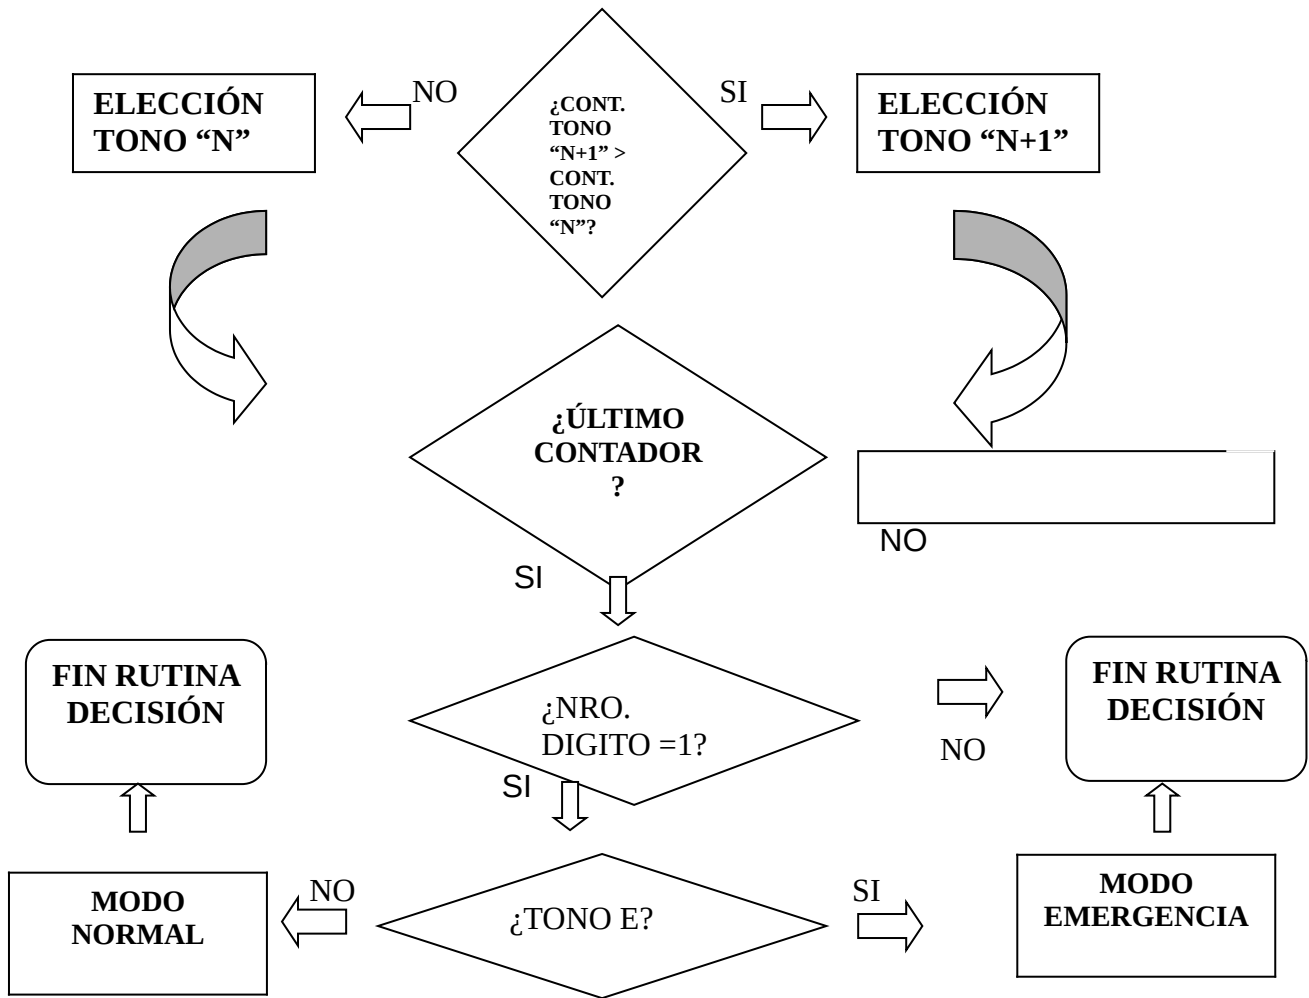 NO
SI
ELECCIÓN
TONO “N”
¿CONT.
TONO
“N+1” >
CONT.
TONO
“N”?
ELECCIÓN
TONO “N+1”
¿ÚLTIMO
CONTADOR
?
NO
SI
FIN RUTINA
DECISIÓN
¿NRO.
DIGITO =1?
NO
FIN RUTINA
DECISIÓN
SI
MODO
NORMAL
NO
¿TONO E?
SI
MODO
EMERGENCIA